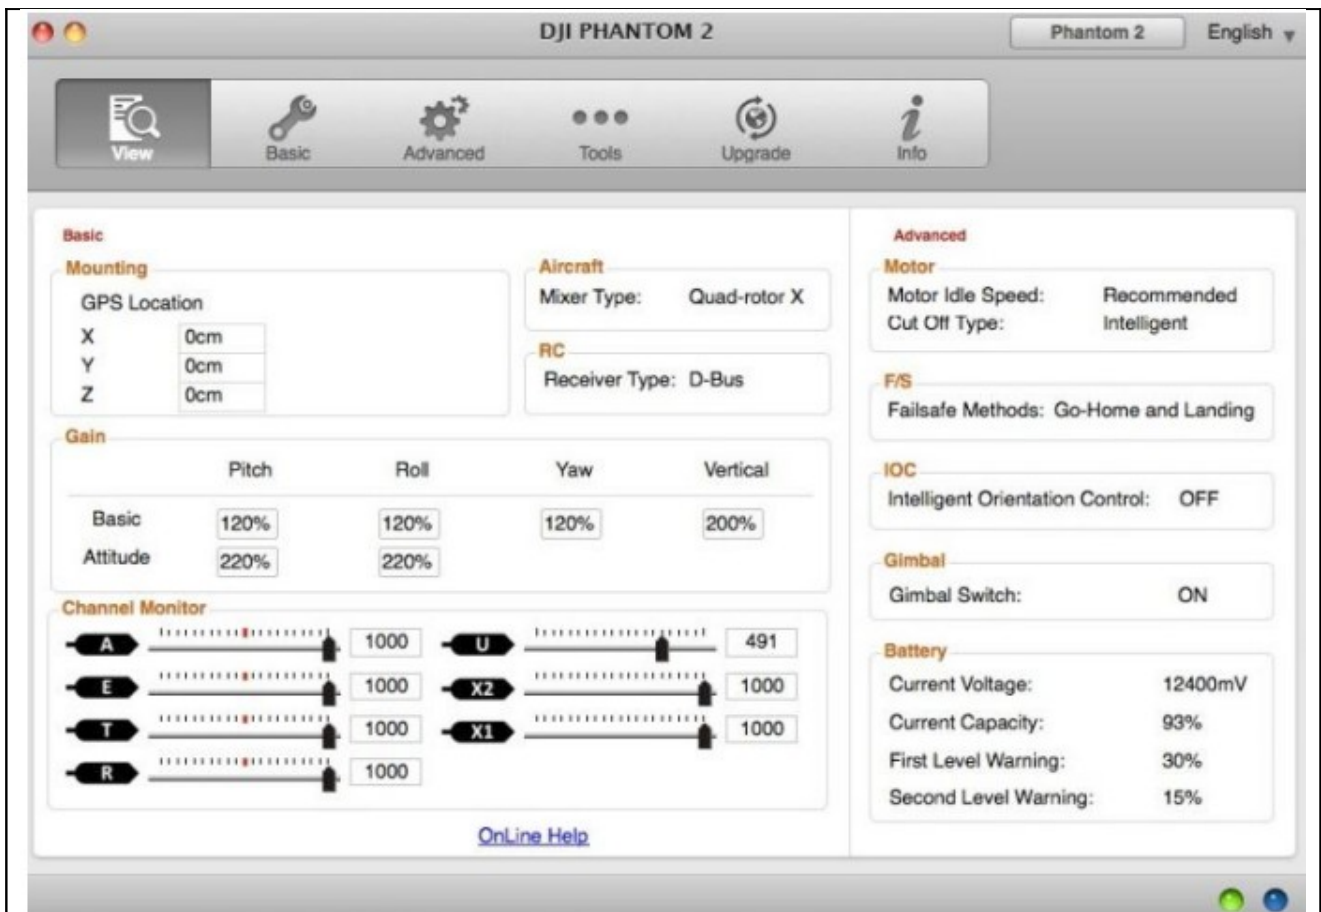 DJI PHANTOM 2
Phantom 2
English
View
Basic
Advanced
Tools
Upgrade
Info
Basic
Mounting
GPS Location
X 0cm
Y 0cm
Z 0cm
Aircraft
Mixer Type: Quad-rotor X
RC
Receiver Type: D-Bus
Gain
Pitch Roll Yaw Vertical
Basic 120% 120% 120% 200%
Attitude 220% 220%
Channel Monitor
A 1000 U 491
E 1000 X2 1000
T 1000 X1 1000
R 1000
OnLine Help
Advanced
Motor
Motor Idle Speed: Recommended
Cut Off Type: Intelligent
F/S
Failsafe Methods: Go-Home and Landing
IOC
Intelligent Orientation Control: OFF
Gimbal
Gimbal Switch: ON
Battery
Current Voltage: 12400mV
Current Capacity: 93%
First Level Warning: 30%
Second Level Warning: 15%